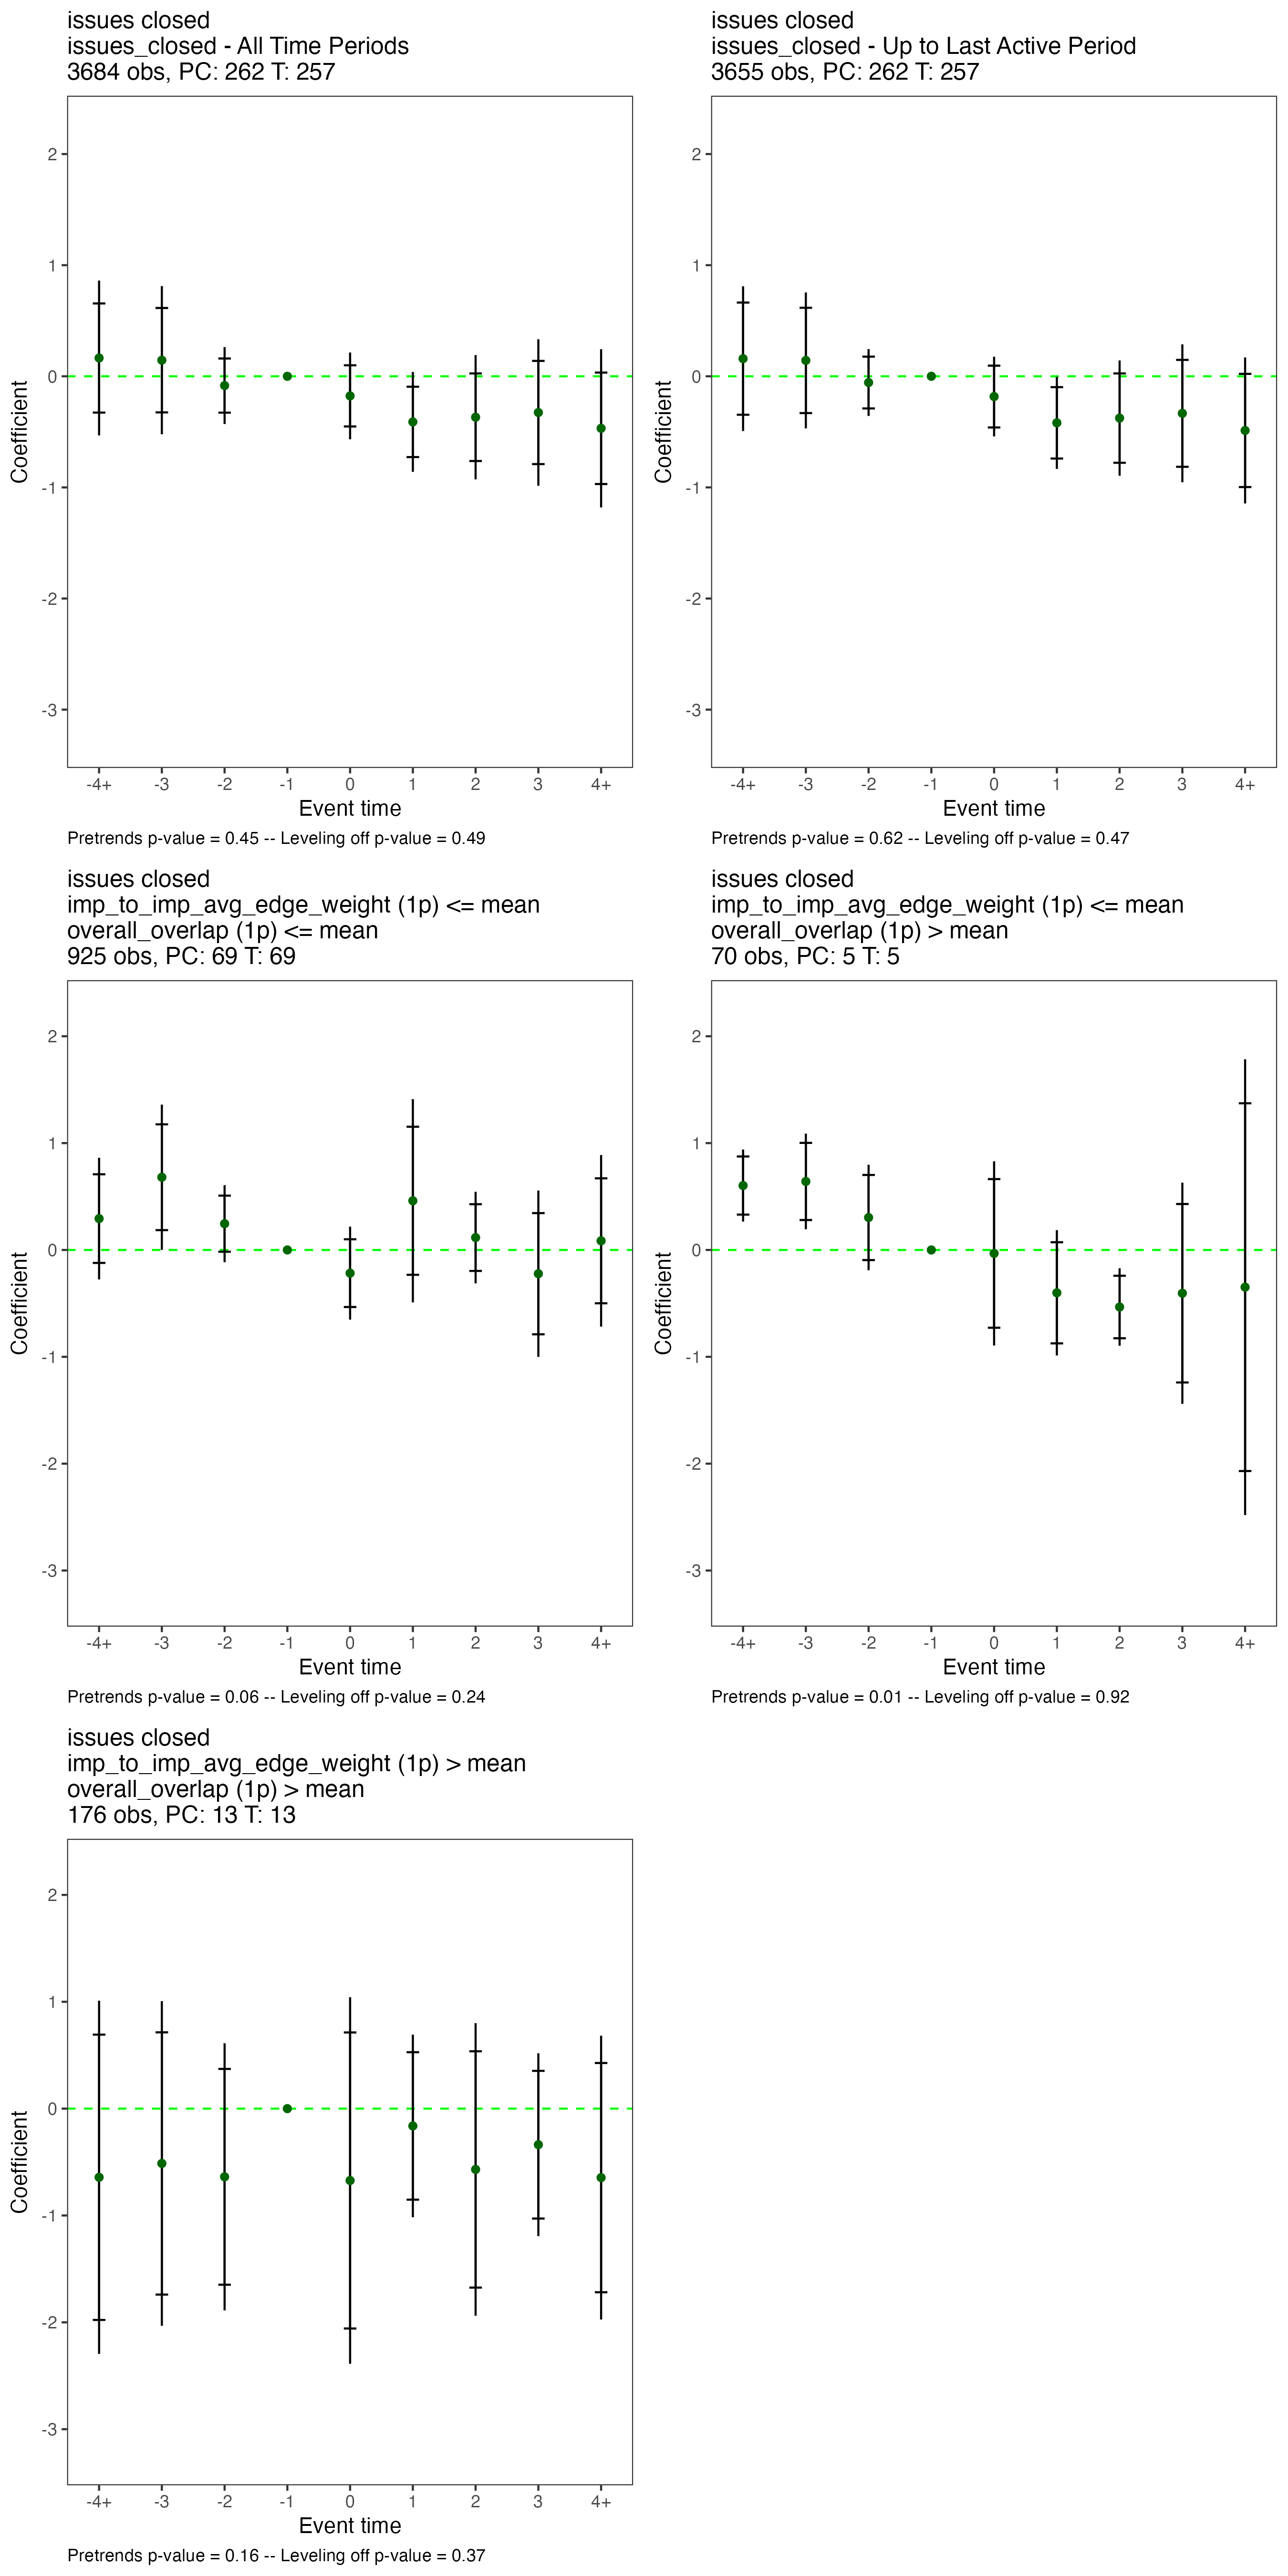 issues closed
issues_closed - All Time Periods
3684 obs, PC: 262 T: 257
2
1
0
-1
-2
-3
Coefficient
-4+ -3 -2 -1 0 1 2 3 4+
Event time
Pretrends p-value = 0.45 -- Leveling off p-value = 0.49
issues closed
issues_closed - Up to Last Active Period
3655 obs, PC: 262 T: 257
2
1
0
-1
-2
-3
Coefficient
-4+ -3 -2 -1 0 1 2 3 4+
Event time
Pretrends p-value = 0.62 -- Leveling off p-value = 0.47
issues closed
imp_to_imp_avg_edge_weight (1p) <= mean
overall_overlap (1p) <= mean
925 obs, PC: 69 T: 69
2
1
0
-1
-2
-3
Coefficient
-4+ -3 -2 -1 0 1 2 3 4+
Event time
Pretrends p-value = 0.06 -- Leveling off p-value = 0.24
issues closed
imp_to_imp_avg_edge_weight (1p) <= mean
overall_overlap (1p) > mean
70 obs, PC: 5 T: 5
2
1
0
-1
-2
-3
Coefficient
-4+ -3 -2 -1 0 1 2 3 4+
Event time
Pretrends p-value = 0.01 -- Leveling off p-value = 0.92
issues closed
imp_to_imp_avg_edge_weight (1p) > mean
overall_overlap (1p) > mean
176 obs, PC: 13 T: 13
2
1
0
-1
-2
-3
Coefficient
-4+ -3 -2 -1 0 1 2 3 4+
Event time
Pretrends p-value = 0.16 -- Leveling off p-value = 0.37